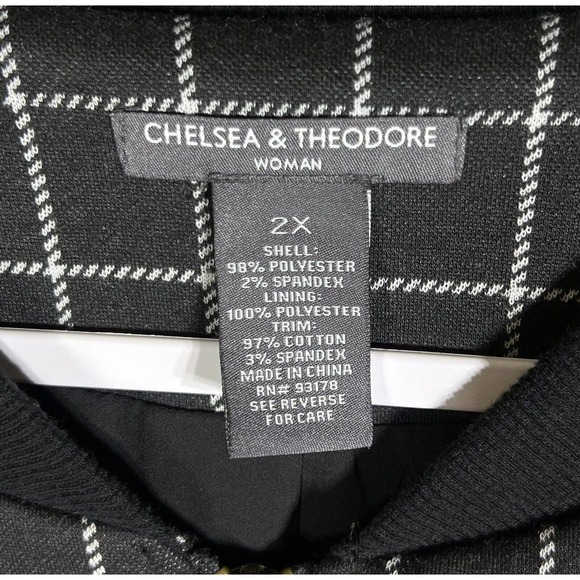 CHELSEA & THEODORE
WOMAN
2X
SHELL:
98% POLYESTER
2% SPANDEX
LINING:
100% POLYESTER
TRIM:
97% COTTON
3% SPANDEX
MADE IN CHINA
RN# 93178
SEE REVERSE
FOR CARE